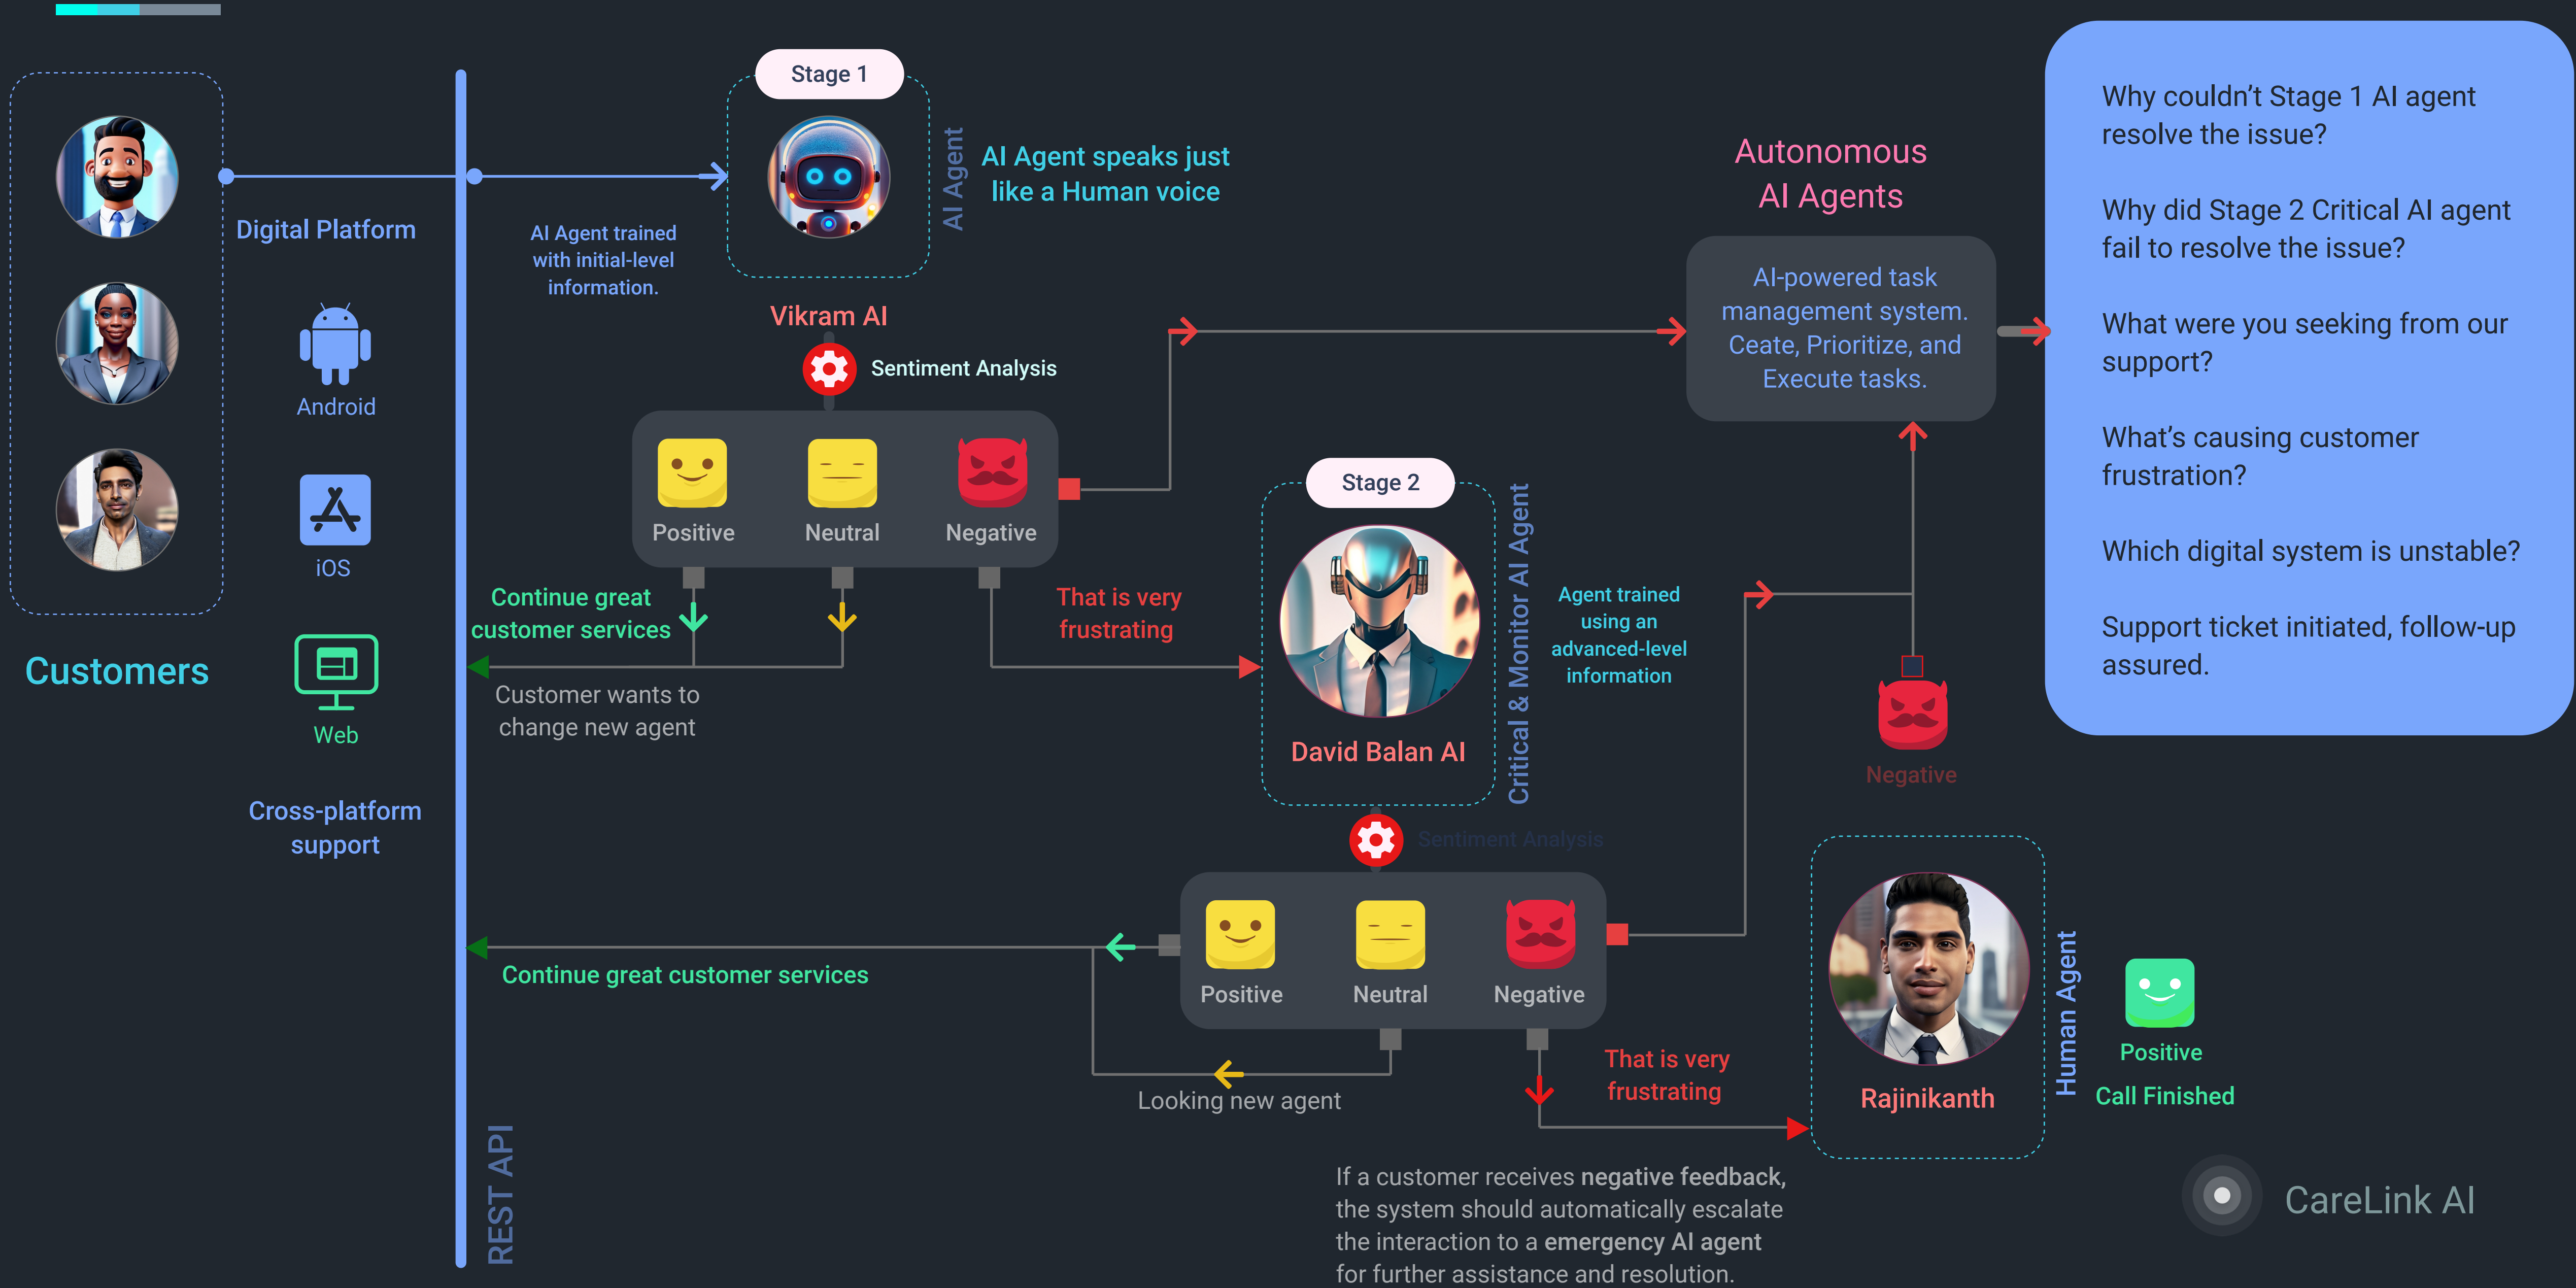 Customers
Digital Platform
Android
iOS
Web
Cross-platform
support
REST API
Stage 1
AI Agent
AI Agent speaks just
like a Human voice
AI Agent trained
with initial-level
information.
Vikram AI
Sentiment Analysis
Positive
Neutral
Negative
Continue great
customer services
Customer wants to
change new agent
That is very
frustrating
Stage 2
David Balan AI
Critical & Monitor AI Agent
Agent trained
using an
advanced-level
information
Sentiment Analysis
Positive
Neutral
Negative
Continue great customer services
Looking new agent
That is very
frustrating
If a customer receives negative feedback,
the system should automatically escalate
the interaction to a emergency AI agent
for further assistance and resolution.
Autonomous
AI Agents
AI-powered task
management system.
Ceate, Prioritize, and
Execute tasks.
Negative
Rajinikanth
Human Agent
Positive
Call Finished
Why couldn’t Stage 1 AI agent
resolve the issue?
Why did Stage 2 Critical AI agent
fail to resolve the issue?
What were you seeking from our
support?
What’s causing customer
frustration?
Which digital system is unstable?
Support ticket initiated, follow-up
assured.
CareLink AI